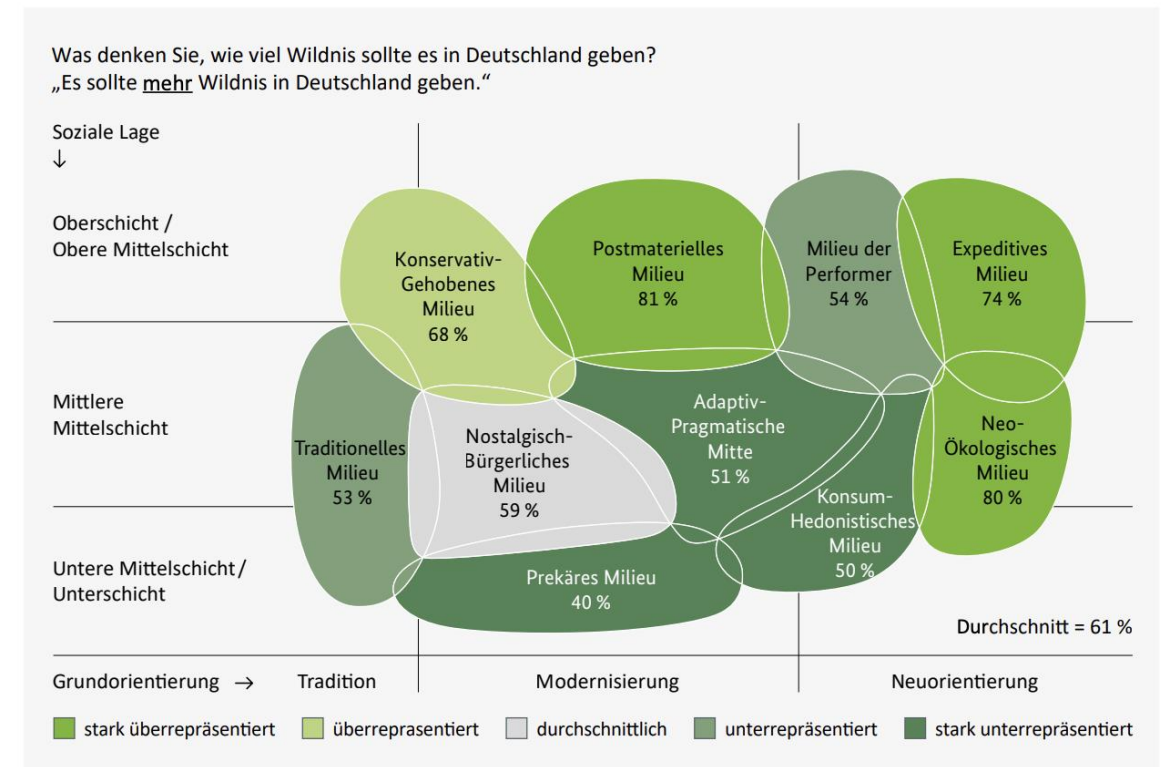 Was denken Sie, wie viel Wildnis sollte es in Deutschland geben?
„Es sollte mehr Wildnis in Deutschland geben.“
Soziale Lage
↓
Oberschicht /
Obere Mittelschicht
Konservativ-
Gehobenes
Milieu
68 %
Postmaterielles
Milieu
81 %
Milieu der
Performer
54 %
Expeditives
Milieu
74 %
Mittlere
Mittelschicht
Traditionelles
Milieu
53 %
Nostalgisch-
Bürgerliches
Milieu
59 %
Adaptiv-
Pragmatische
Mitte
51 %
Konsum-
Hedonistisches
Milieu
50 %
Neo-
Ökologisches
Milieu
80 %
Untere Mittelschicht /
Unterschicht
Prekäres Milieu
40 %
Durchschnitt = 61 %
Grundorientierung → Tradition Modernisierung Neuorientierung
stark überrepräsentiert überreprasentiert durchschnittlich unterrepräsentiert stark unterrepräsentiert